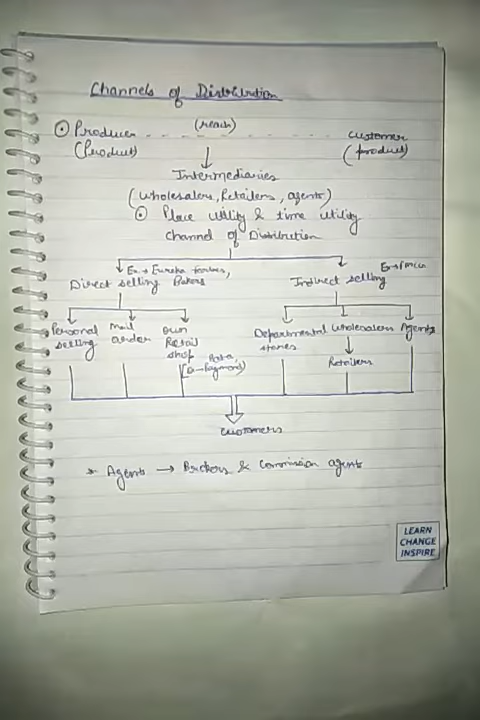 Channels of Distribution
⊙ Producer - - - (reach) - - - - customer
(Product) (product)
Intermediaries
(wholesalers, Retailers, agents)
⊙ Place utility & time utility
Channel of Distribution
Ex → Eureka forbes, Ex →
Direct selling Indirect selling
Personal selling
Mail order
own Retail shop
Bata,
(D-Raymond)
Departmental stores
wholesalers
Agents
Retailers
customers
* Agents → Brokers & Commission agents
LEARN
CHANGE
INSPIRE